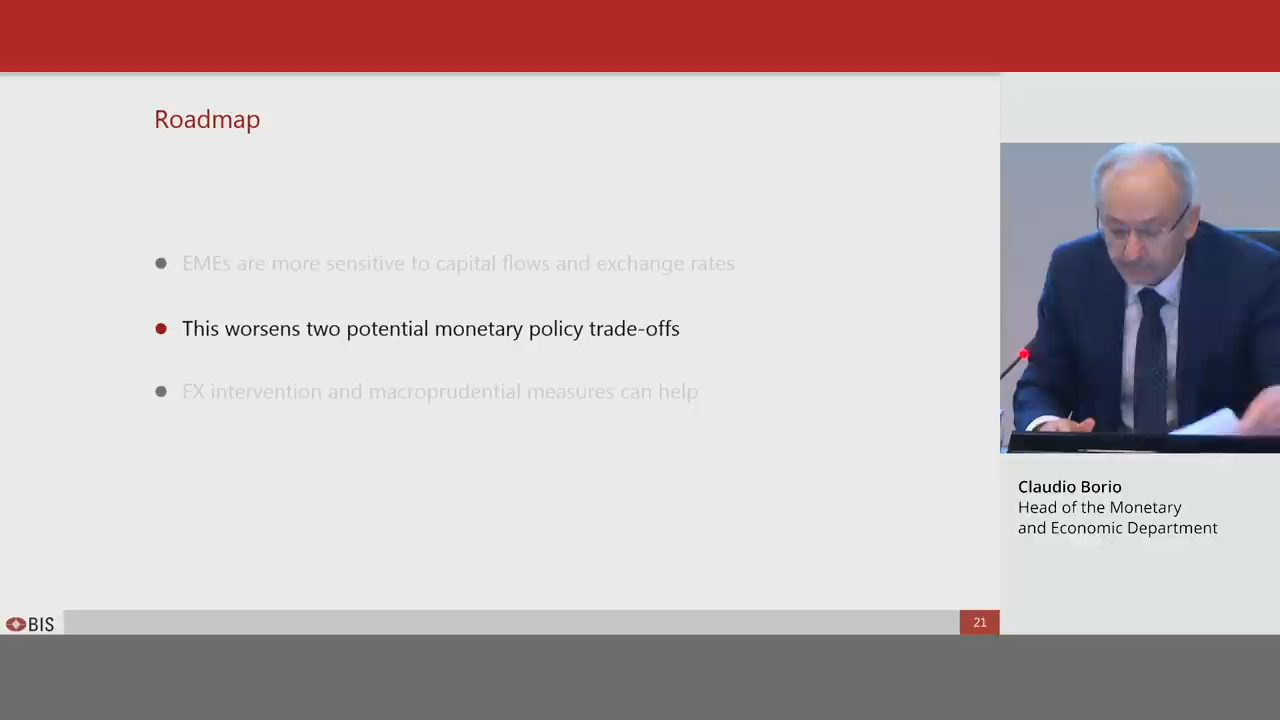 Roadmap
EMEs are more sensitive to capital flows and exchange rates
This worsens two potential monetary policy trade-offs
FX intervention and macroprudential measures can help
Claudio Borio
Head of the Monetary
and Economic Department
BIS
21